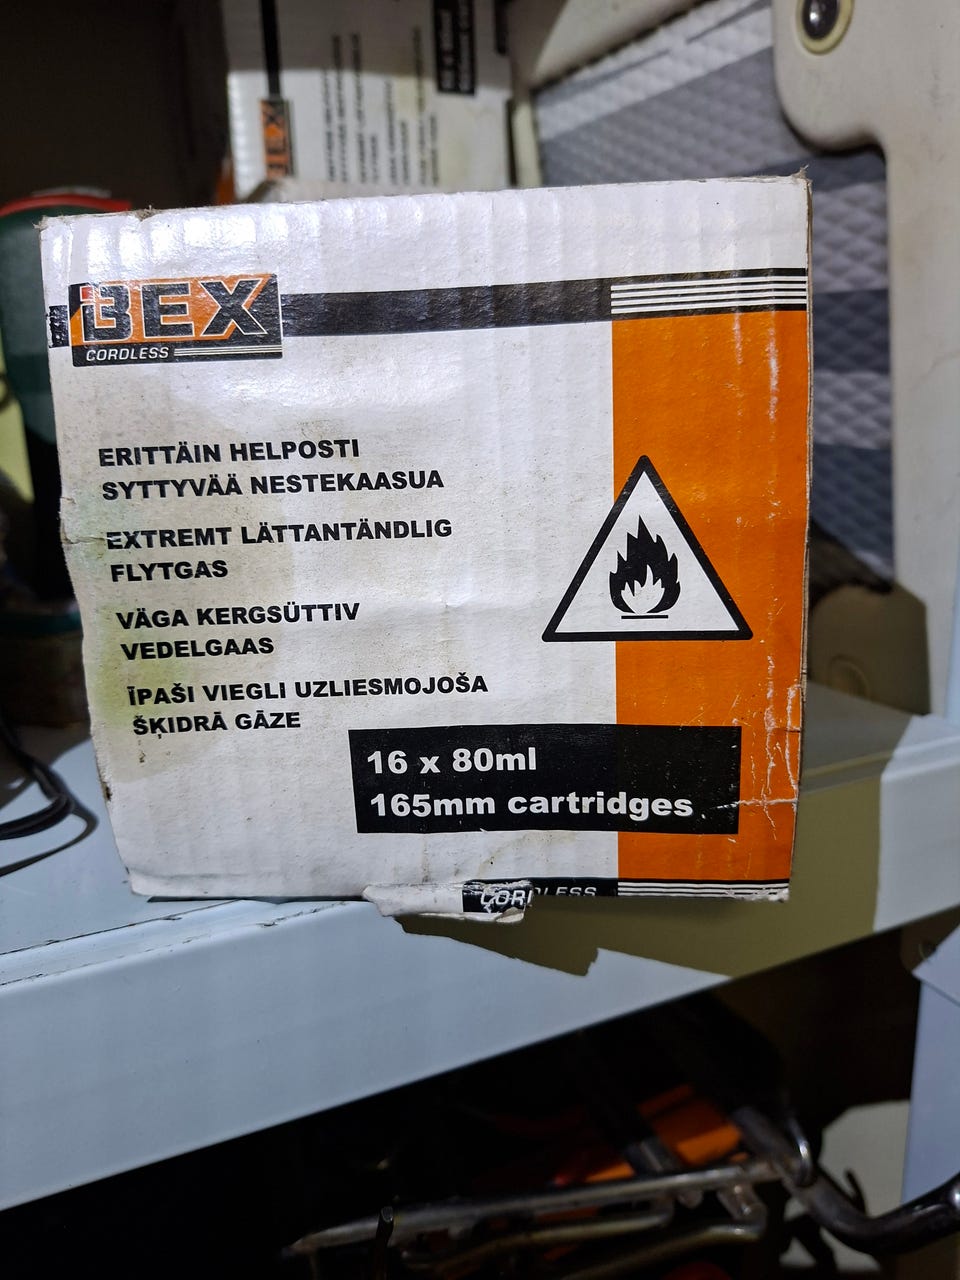 BEX
CORDLESS
ERITTÄIN HELPOSTI
SYTTYVÄÄ NESTEKAASUA
EXTREMT LÄTTANTÄNDLIG
FLYTGAS
VÄGA KERGSÜTTIV
VEDELGAAS
ĪPAŠI VIEGLI UZLIESMOJOŠA
ŠĶIDRĀ GĀZE
16 x 80ml
165mm cartridges
CORDLESS